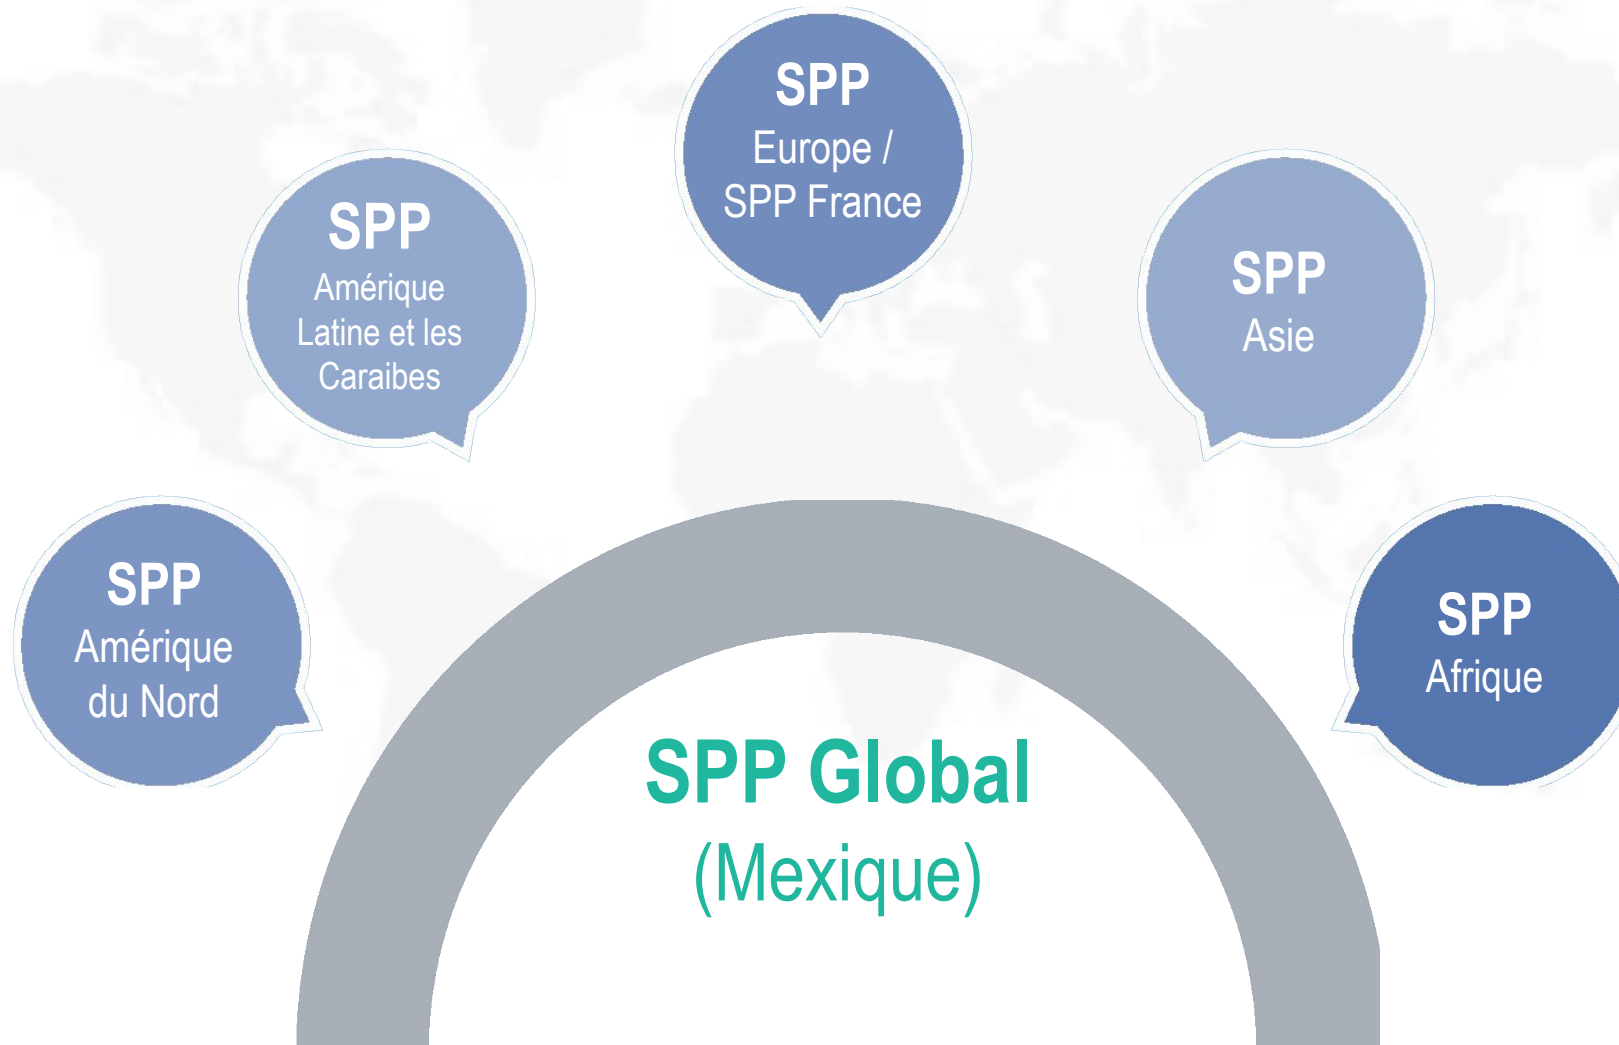 SPP
Amérique
du Nord
SPP
Amérique
Latine et les
Caraibes
SPP
Europe /
SPP France
SPP
Asie
SPP
Afrique
SPP Global
(Mexique)